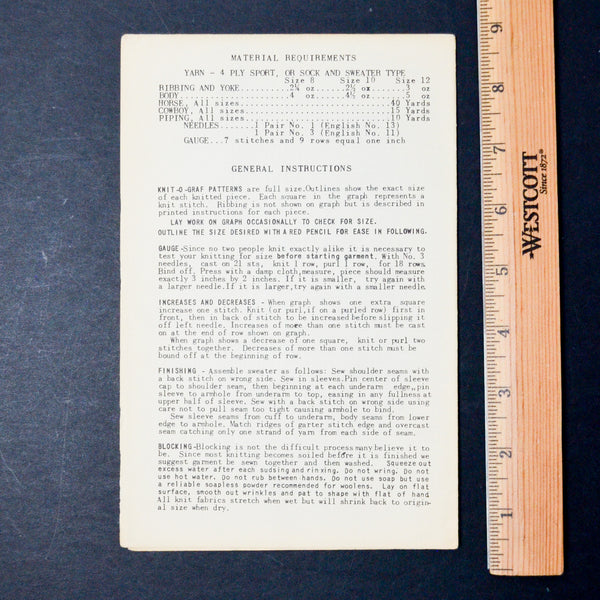 MATERIAL REQUIREMENTS
YARN - 4 PLY SPORT, OR SOCK AND SWEATER TYPE
Size 8 Size 10 Size 12
RIBBING AND YOKE...............2¼ oz......2½ ox......3 oz
BODY...........................4 oz......4½ oz......5 oz
HORSE, All sizes...........................40 Yards
COWBOY, All sizes..........................15 Yards
PIPING, All sizes..........................10 Yards
NEEDLES.......1 Pair No. 1 (English No. 13)
1 Pair No. 3 (English No. 11)
GAUGE...7 stitches and 9 rows equal one inch
GENERAL INSTRUCTIONS
KNIT-O-GRAF PATTERNS are full size.Outlines show the exact size
of each knitted piece. Each square in the graph represents a
knit stitch. Ribbing is not shown on graph but is described in
printed instructions for each piece.
LAY WORK ON GRAPH OCCASIONALLY TO CHECK FOR SIZE.
OUTLINE THE SIZE DESIRED WITH A RED PENCIL FOR EASE IN FOLLOWING.
GAUGE-Since no two people knit exactly alike it is necessary to
test your knitting for size before starting garment. With No. 3
needles, cast on 21 sts, knit 1 row, purl 1 row, for 18 rows.
Bind off. Press with a damp cloth,measure, piece should measure
exactly 3 inches by 2 inches. If it is smaller, try again with
a larger needle.If it is larger,try again with a smaller needle.
INCREASES AND DECREASES - When graph shows one extra square
increase one stitch. Knit (or purl,if on a purled row) first in
front, then in back of stitch to be increased before slipping it
off left needle. Increases of more than one stitch must be cast
on at the end of row shown on graph.
When graph shows a decrease of one square, knit or purl two
stitches together. Decreases of more than one stitch must be
bound off at the beginning of row.
FINISHING - Assemble sweater as follows: Sew shoulder seams with
a back stitch on wrong side. Sew in sleeves.Pin center of sleeve
cap to shoulder seam, then beginning at each underarm edge,,pin
sleeve to armhole from underarm to top, easing in any fullness at
upper half of sleeve. Sew with a back stitch on wrong side using
care not to pull seam too tight causing armhole to bind.
Sew sleeve seams from cuff to underarm, body seams from lower
edge to armhole. Match ridges of garter stitch edge and overcast
seam catching only one strand of yarn from each side of seam.
BLOCKING-Blocking is not the difficult process many believe it to
be. Since most knitting becomes soiled before it is finished we
suggest garment be sewn together and then washed. Squeeze out
excess water after each sudsing and rinxing. Do not wring. Do not
use hot water. Do not rub between hands. Do not use soap but use
a reliable soapless powder recommended for woolens. Lay on flat
surface, smooth out wrinkles and pat to shape with flat of hand
All knit fabrics stretch when wet but will shrink back to origin-
al size when dry.
9
8
7
6
5
4
3
2
1
WESTCOTT®
Since 1872